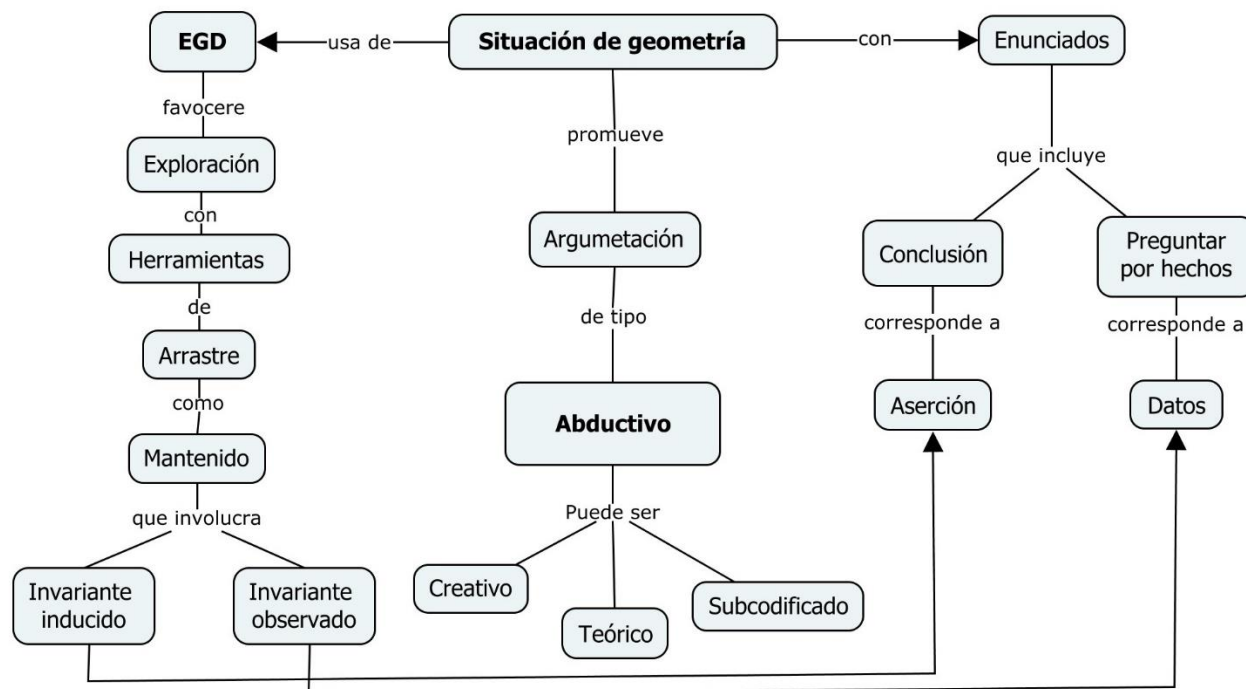 EGD
usa de
Situación de geometría
con
Enunciados
favocere
promueve
que incluye
Exploración
con
Herramientas
de
Arrastre
como
Mantenido
que involucra
Invariante
inducido
Invariante
observado
Argumetación
de tipo
Abductivo
Puede ser
Creativo
Teórico
Subcodificado
Conclusión
corresponde a
Aserción
Preguntar
por hechos
corresponde a
Datos